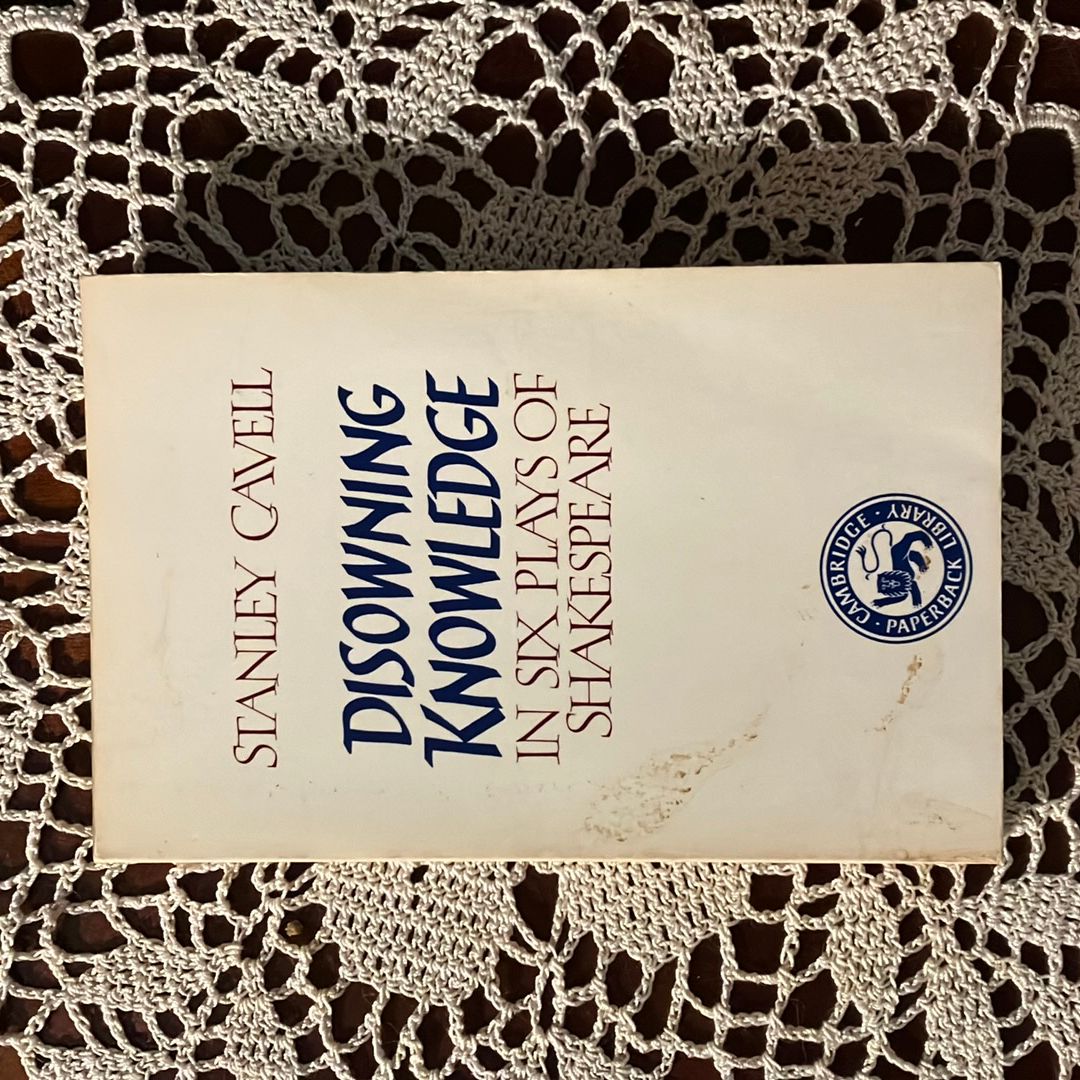 STANLEY CAVELL
DISOWNING
KNOWLEDGE
IN SIX PLAYS OF
SHAKESPEARE
CAMBRIDGE · PAPERBACK LIBRARY ·